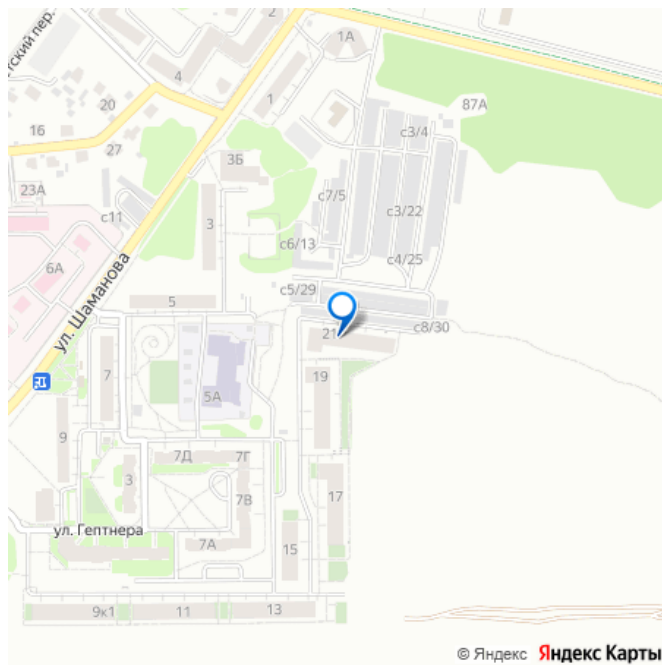 тский пер.
2
1А
4
1
20
87А
16
с3/4
27
3Б
23А
с7/5
с11
с3/22
3
с6/13
6А
с4/25
ул. Шаманова
5
с5/29
21
с8/30
7
19
5А
9
7Д
7Г
3
17
7В
ул. Гептнера
7А
15
9к1
11
13
© Яндекс Яндекс Карты